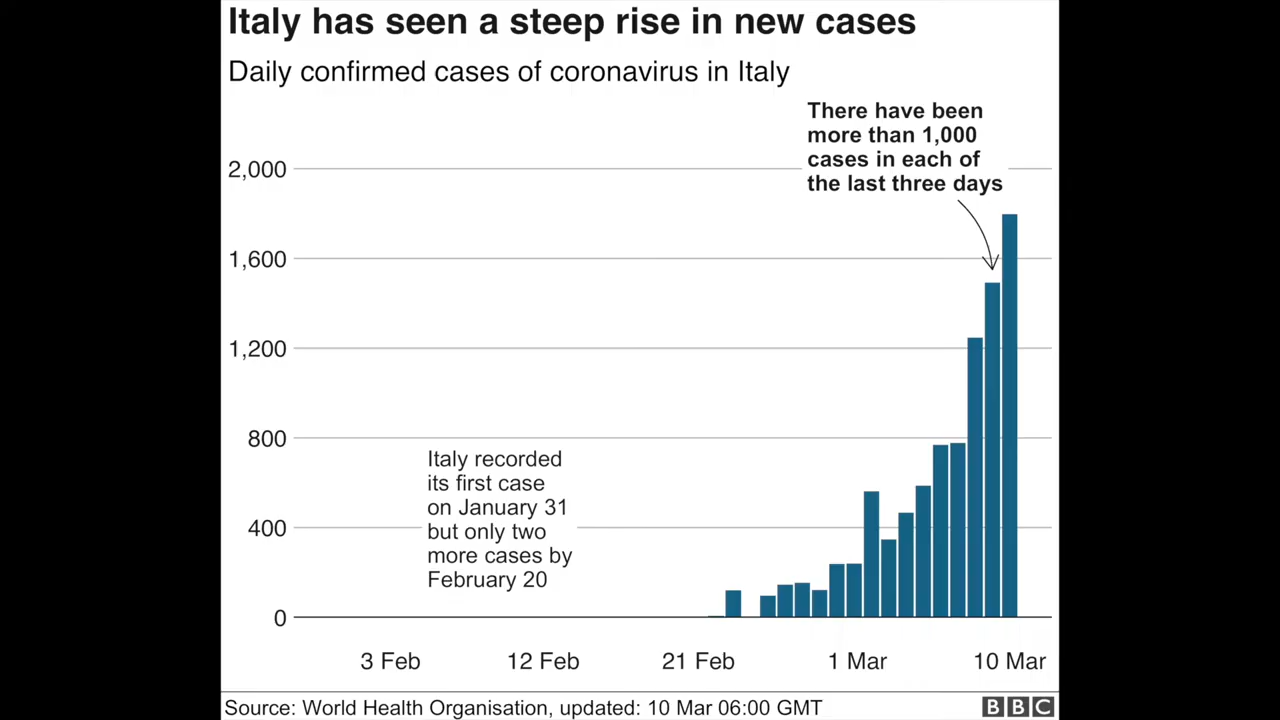 Italy has seen a steep rise in new cases
Daily confirmed cases of coronavirus in Italy
There have been
more than 1,000
cases in each of
the last three days
2,000
1,600
1,200
800
400
0
Italy recorded
its first case
on January 31
but only two
more cases by
February 20
3 Feb 12 Feb 21 Feb 1 Mar 10 Mar
Source: World Health Organisation, updated: 10 Mar 06:00 GMT BBC